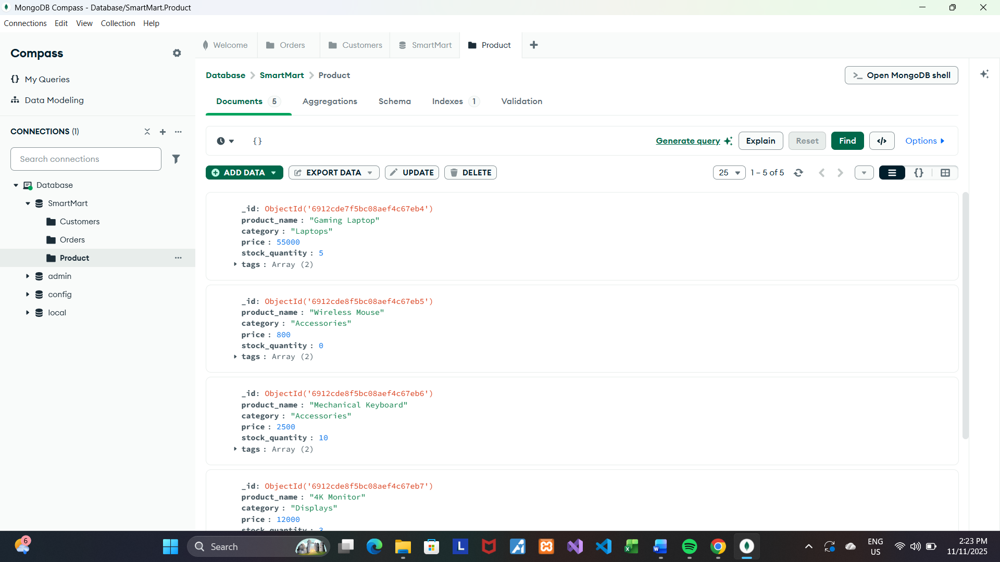 MongoDB Compass - Database/SmartMart.Product
Connections Edit View Collection Help
Compass
{} My Queries
Data Modeling
CONNECTIONS (1)
Search connections
Database
SmartMart
Customers
Orders
Product
admin
config
local
Welcome Orders Customers SmartMart Product
Database > SmartMart > Product
>_ Open MongoDB shell
Documents 5 Aggregations Schema Indexes 1 Validation
{} Generate query Explain Reset Find </> Options
ADD DATA EXPORT DATA UPDATE DELETE 25 1 – 5 of 5 {}
_id: ObjectId('6912cde7f5bc08aef4c67eb4')
product_name : "Gaming Laptop"
category : "Laptops"
price : 55000
stock_quantity : 5
tags : Array (2)
_id: ObjectId('6912cde8f5bc08aef4c67eb5')
product_name : "Wireless Mouse"
category : "Accessories"
price : 800
stock_quantity : 0
tags : Array (2)
_id: ObjectId('6912cde8f5bc08aef4c67eb6')
product_name : "Mechanical Keyboard"
category : "Accessories"
price : 2500
stock_quantity : 10
tags : Array (2)
_id: ObjectId('6912cde8f5bc08aef4c67eb7')
product_name : "4K Monitor"
category : "Displays"
price : 12000
stock_quantity : 3
6
Search
L
ENG
US
2:23 PM
11/11/2025